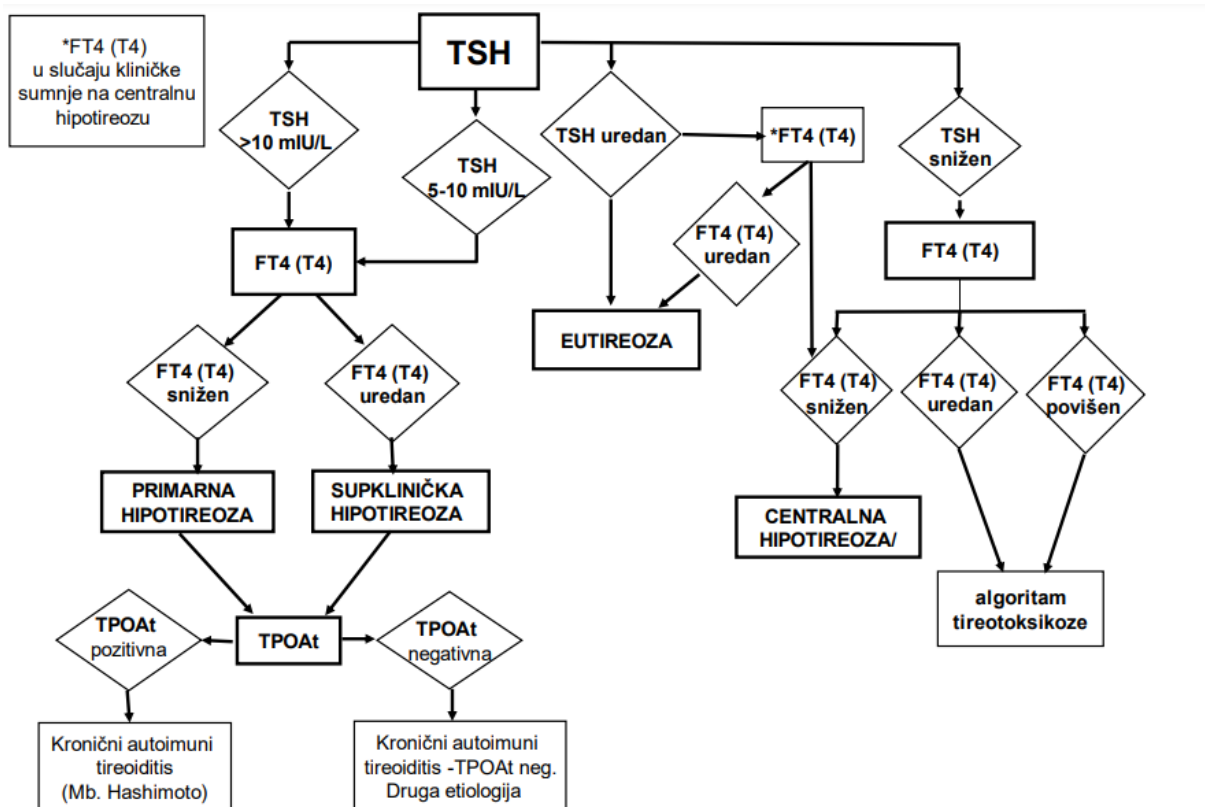 *FT4 (T4)
u slučaju kliničke
sumnje na centralnu
hipotireozu
TSH
TSH
>10 mIU/L
TSH
5-10 mIU/L
TSH uredan
*FT4 (T4)
TSH
snižen
FT4 (T4)
FT4 (T4)
uredan
FT4 (T4)
EUTIREOZA
FT4 (T4)
snižen
FT4 (T4)
uredan
FT4 (T4)
snižen
FT4 (T4)
uredan
FT4 (T4)
povišen
PRIMARNA
HIPOTIREOZA
SUPKLINIČKA
HIPOTIREOZA
CENTRALNA
HIPOTIREOZA/
algoritam
tireotoksikoze
TPOAt
pozitivna
TPOAt
TPOAt
negativna
Kronični autoimuni
tireoiditis
(Mb. Hashimoto)
Kronični autoimuni
tireoiditis -TPOAt neg.
Druga etiologija